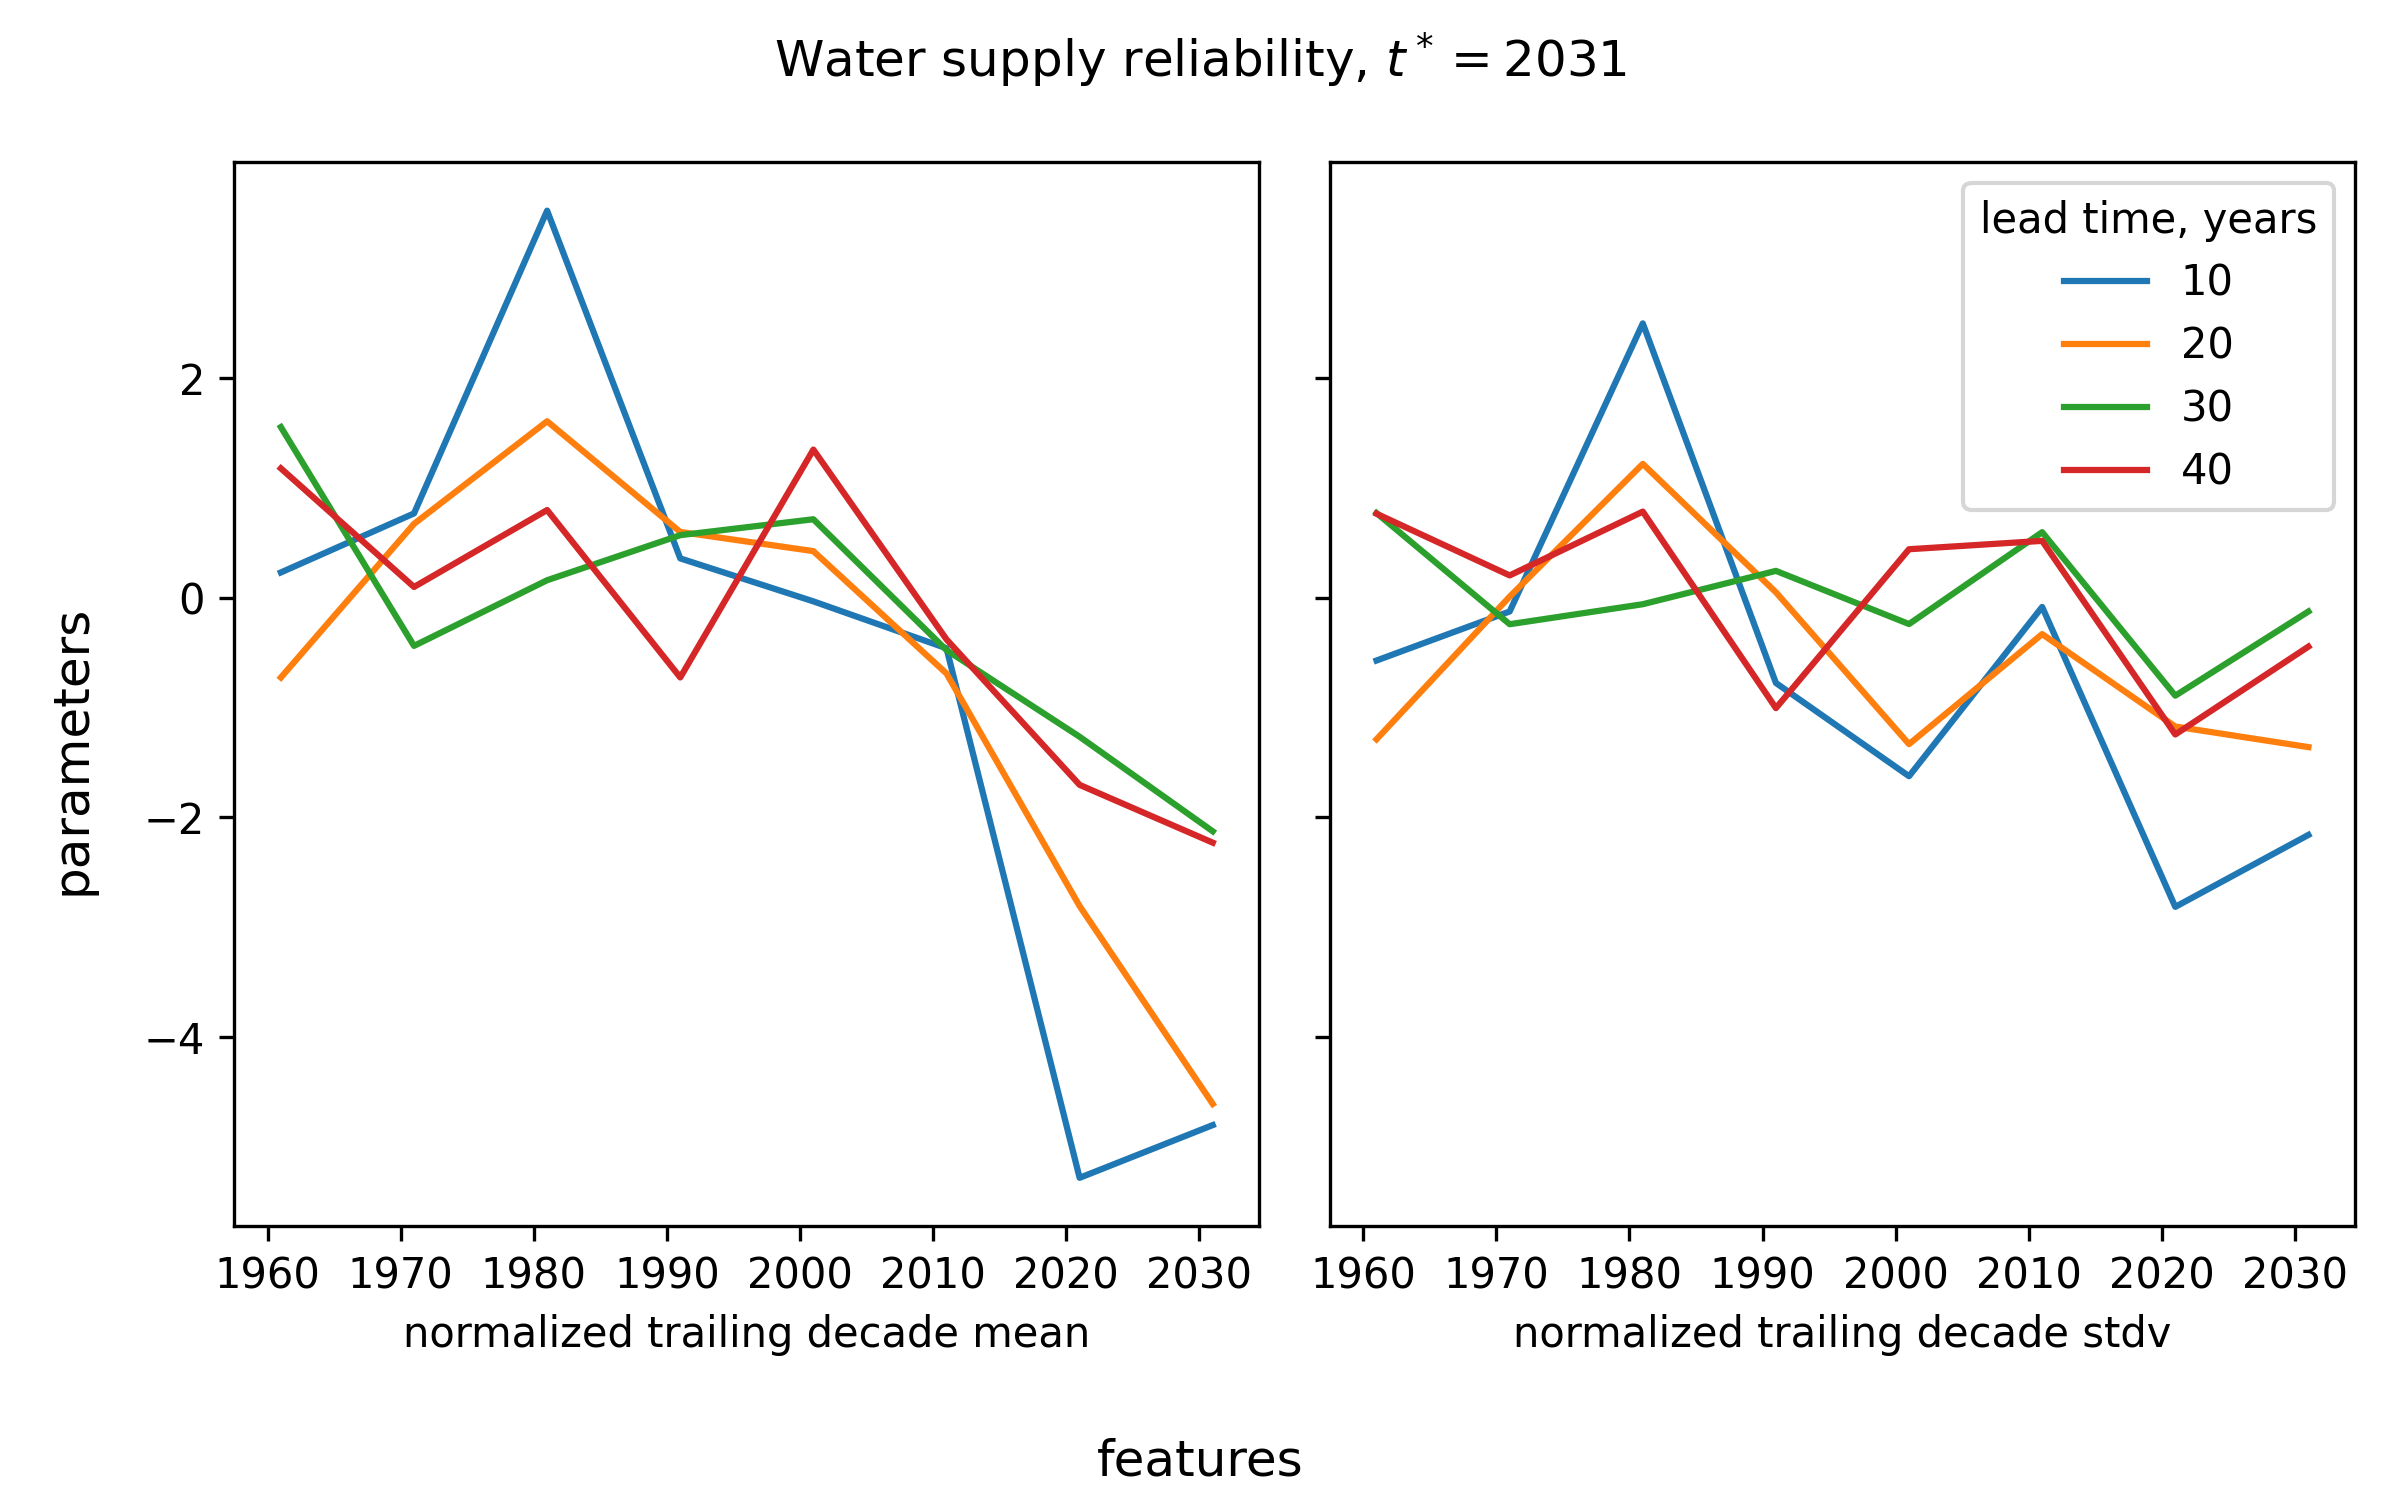 Water supply reliability, t* = 2031
parameters
2
0
−2
−4
1960 1970 1980 1990 2000 2010 2020 2030
normalized trailing decade mean
lead time, years
10
20
30
40
1960 1970 1980 1990 2000 2010 2020 2030
normalized trailing decade stdv
features